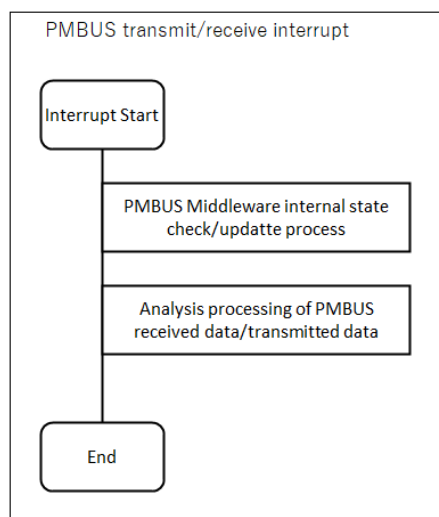 PMBUS transmit/receive interrupt
Interrupt Start
PMBUS Middleware internal state
check/updatte process
Analysis processing of PMBUS
received data/transmitted data
End